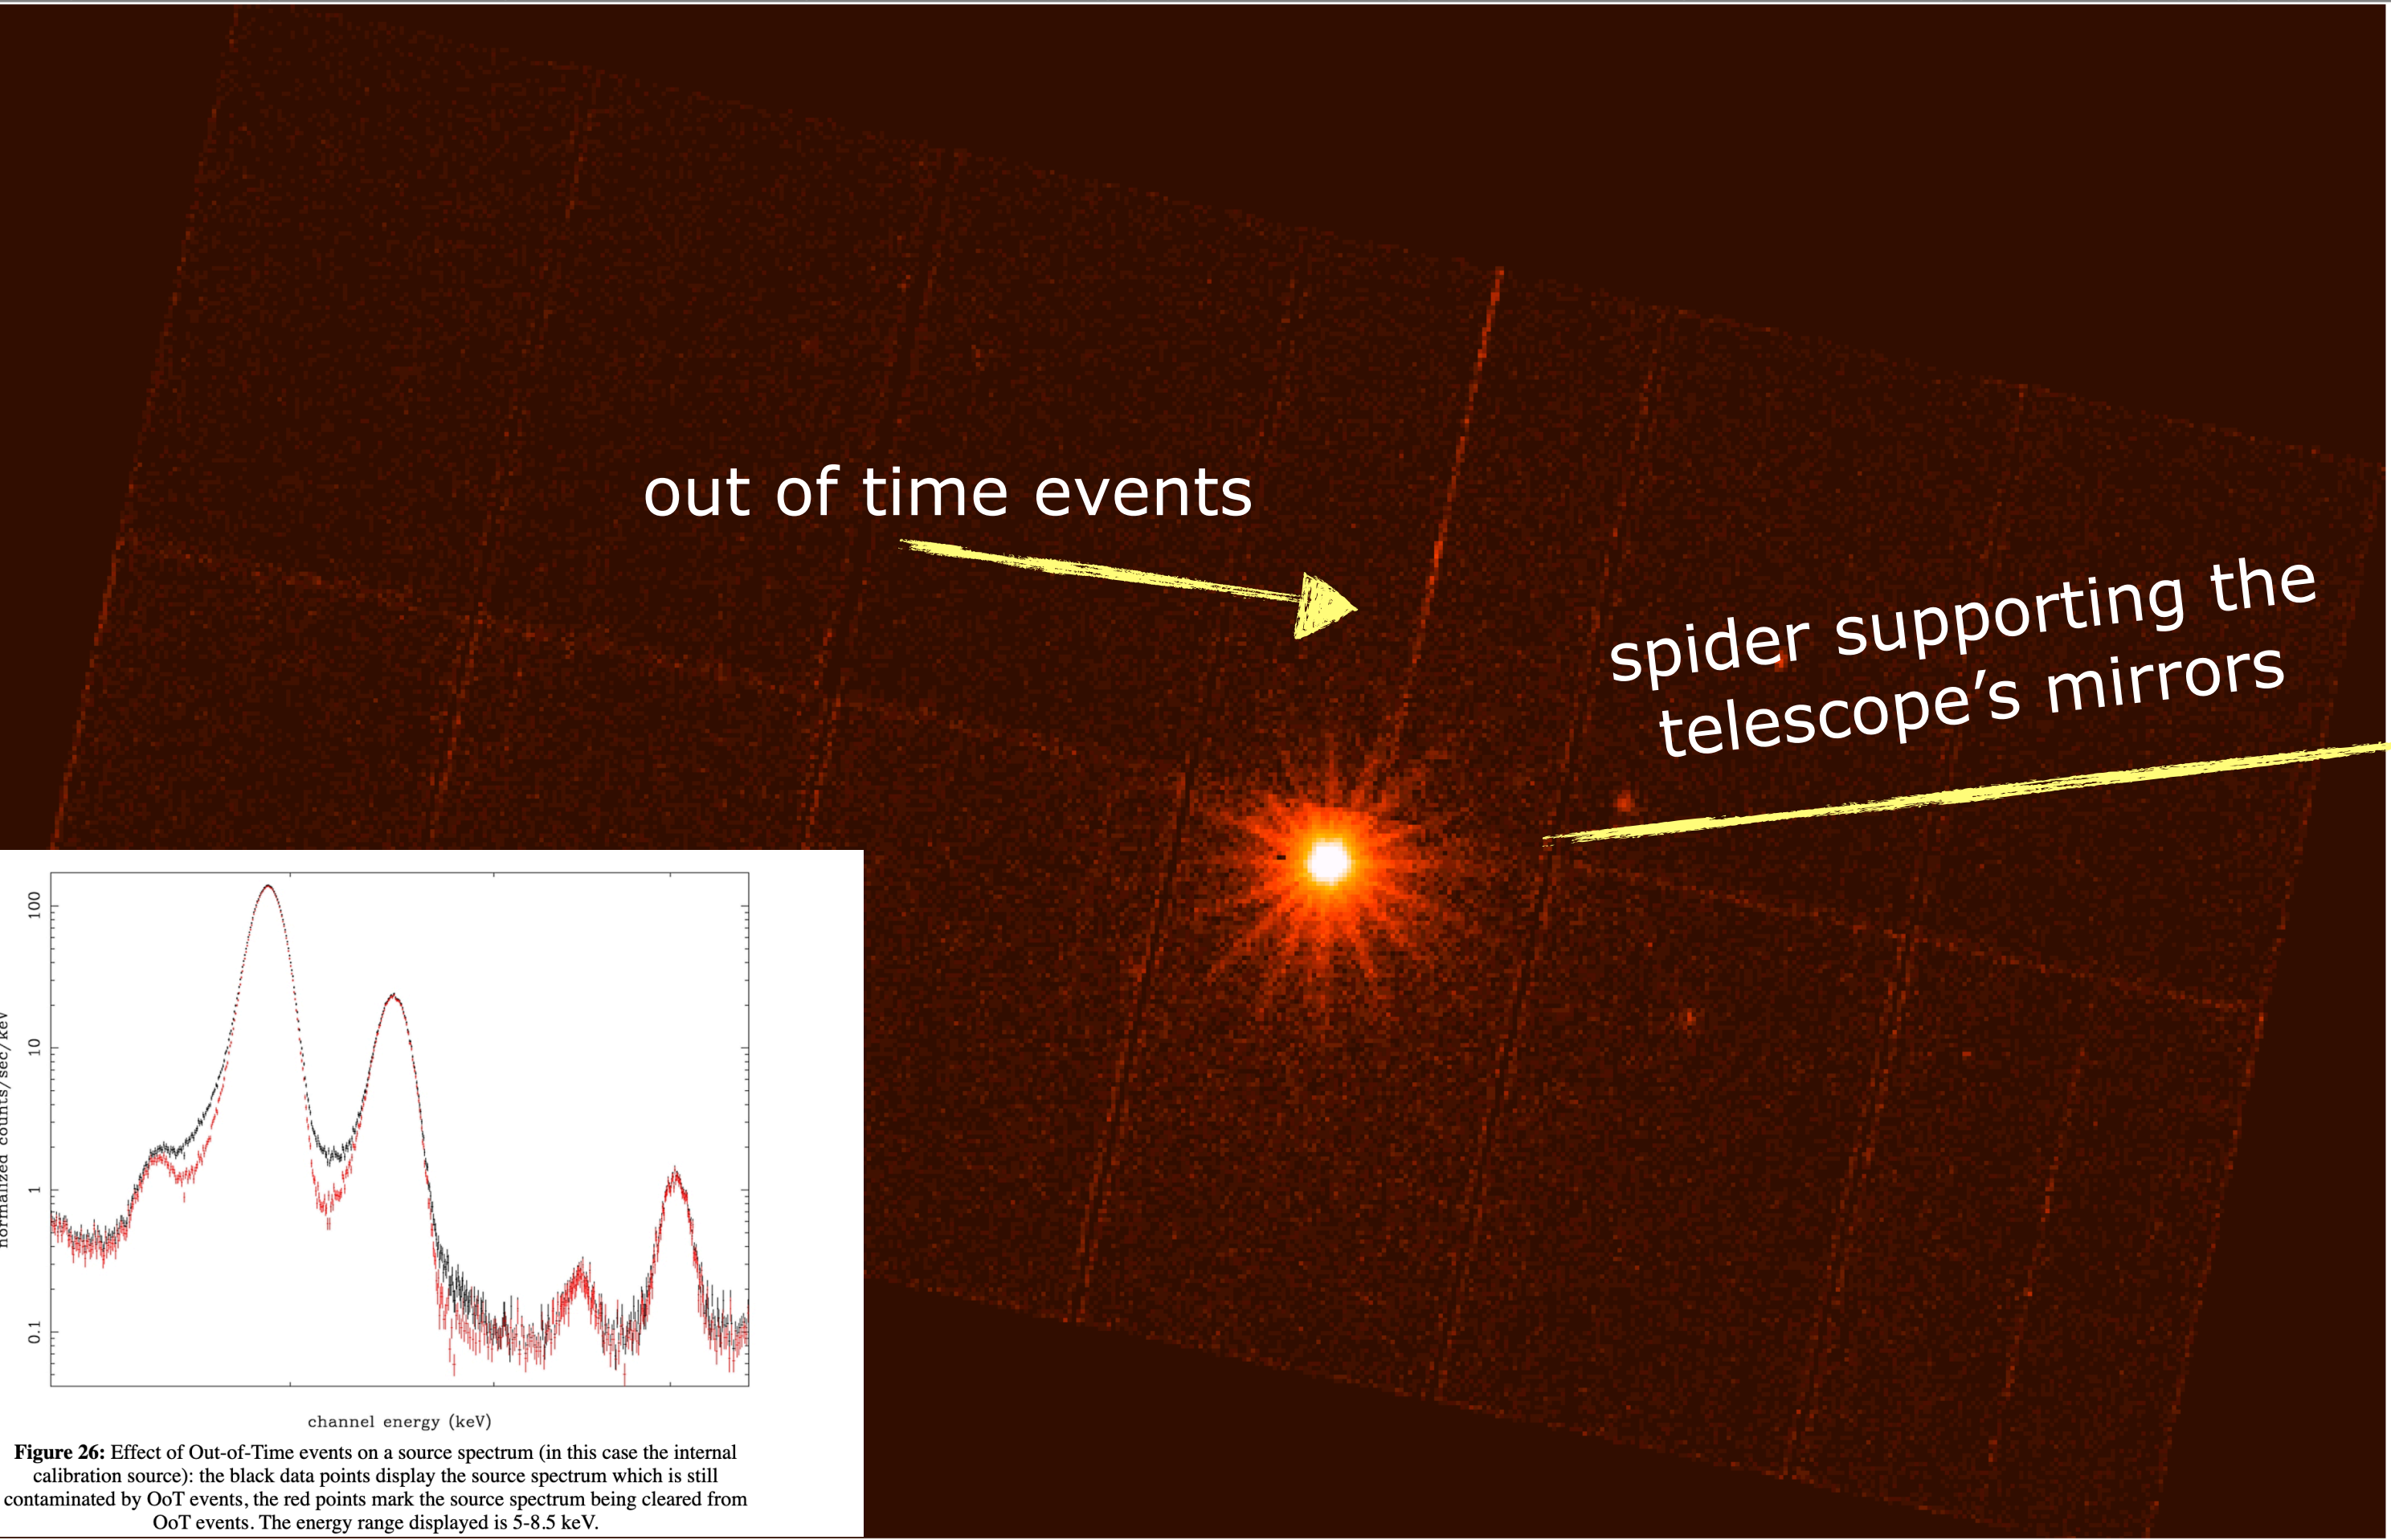 out of time events
spider supporting the
telescope’s mirrors
100
10
1
0.1
normalized counts/sec/keV
channel energy (keV)
Figure 26: Effect of Out-of-Time events on a source spectrum (in this case the internal
calibration source): the black data points display the source spectrum which is still
contaminated by OoT events, the red points mark the source spectrum being cleared from
OoT events. The energy range displayed is 5-8.5 keV.